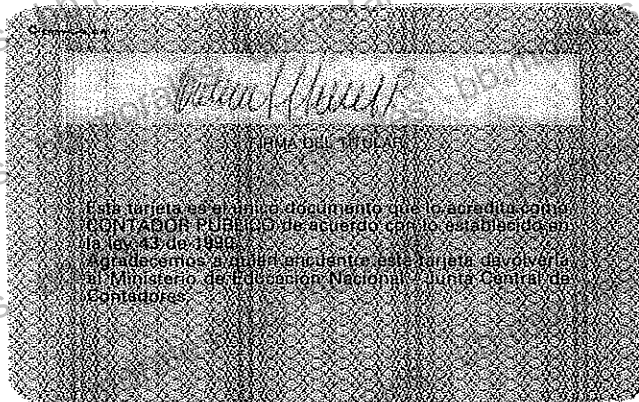 FIRMA DEL TITULAR
Esta tarjeta es el único documento que lo acredita como
CONTADOR PUBLICO de acuerdo con lo establecido en
la ley 43 de 1990.
Agradecemos a quien encuentre esta tarjeta devolverla
al Ministerio de Educación Nacional - Junta Central de
Contadores.